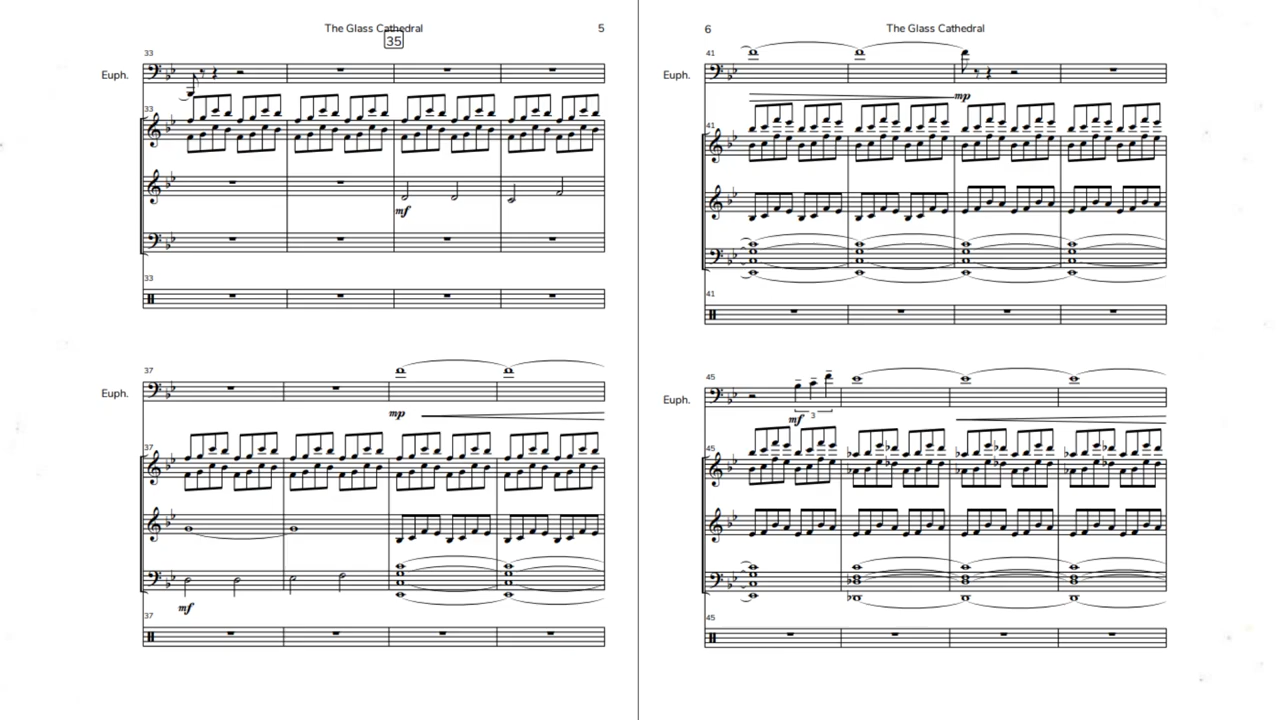 The Glass Cathedral
5
35
33
Euph.
33
mf
33
37
Euph.
mp
37
mf
37
6
The Glass Cathedral
41
Euph.
mp
41
41
45
Euph.
mf
3
45
45